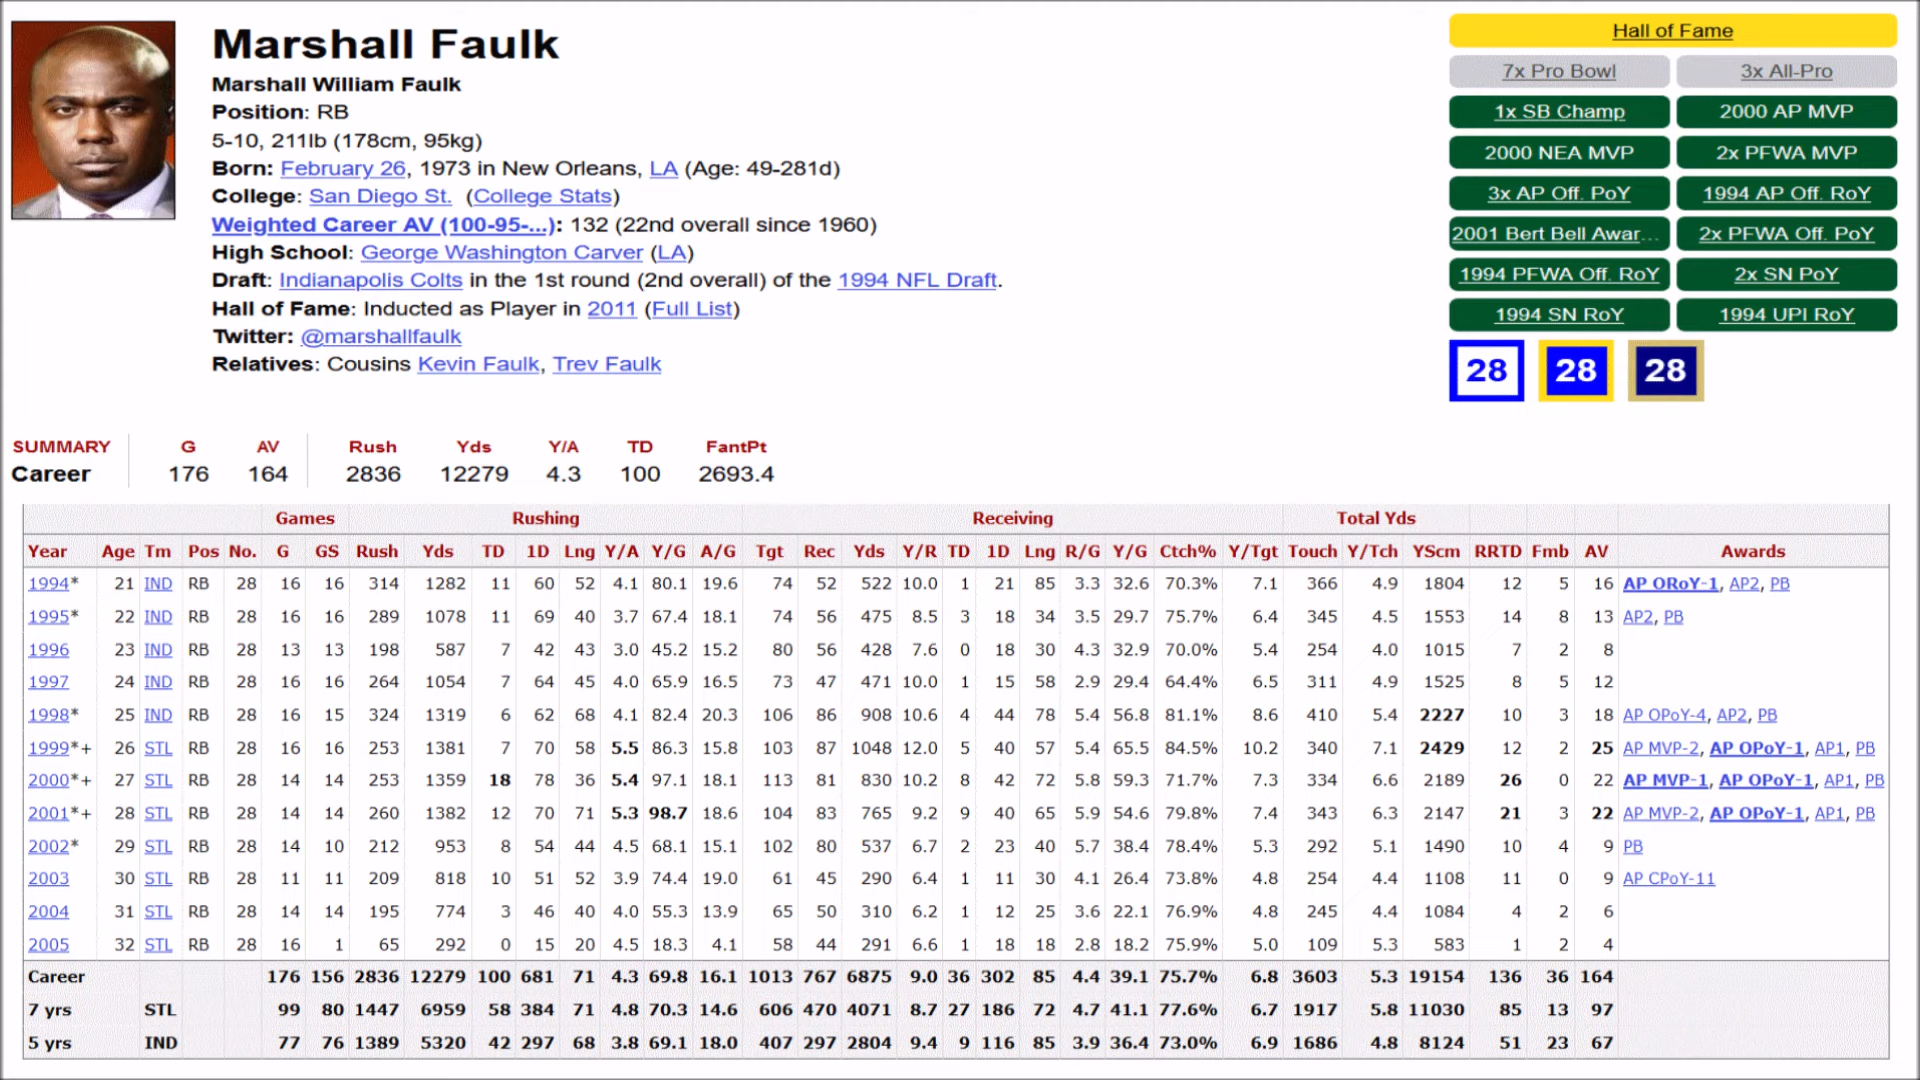 Marshall Faulk
Marshall William Faulk
Position: RB
5-10, 211lb (178cm, 95kg)
Born: February 26, 1973 in New Orleans, LA (Age: 49-281d)
College: San Diego St. (College Stats)
Weighted Career AV (100-95-...): 132 (22nd overall since 1960)
High School: George Washington Carver (LA)
Draft: Indianapolis Colts in the 1st round (2nd overall) of the 1994 NFL Draft.
Hall of Fame: Inducted as Player in 2011 (Full List)
Twitter: @marshallfaulk
Relatives: Cousins Kevin Faulk, Trev Faulk
Hall of Fame
7x Pro Bowl 3x All-Pro
1x SB Champ 2000 AP MVP
2000 NEA MVP 2x PFWA MVP
3x AP Off. PoY 1994 AP Off. RoY
2001 Bert Bell Awar... 2x PFWA Off. PoY
1994 PFWA Off. RoY 2x SN PoY
1994 SN RoY 1994 UPI RoY
28 28 28
SUMMARY G AV Rush Yds Y/A TD FantPt
Career 176 164 2836 12279 4.3 100 2693.4
Games Rushing Receiving Total Yds
Year Age Tm Pos No. G GS Rush Yds TD 1D Lng Y/A Y/G A/G Tgt Rec Yds Y/R TD 1D Lng R/G Y/G Ctch% Y/Tgt Touch Y/Tch YScm RRTD Fmb AV Awards
1994* 21 IND RB 28 16 16 314 1282 11 60 52 4.1 80.1 19.6 74 52 522 10.0 1 21 85 3.3 32.6 70.3% 7.1 366 4.9 1804 12 5 16 AP ORoY-1, AP2, PB
1995* 22 IND RB 28 16 16 289 1078 11 69 40 3.7 67.4 18.1 74 56 475 8.5 3 18 34 3.5 29.7 75.7% 6.4 345 4.5 1553 14 8 13 AP2, PB
1996 23 IND RB 28 13 13 198 587 7 42 43 3.0 45.2 15.2 80 56 428 7.6 0 18 30 4.3 32.9 70.0% 5.4 254 4.0 1015 7 2 8
1997 24 IND RB 28 16 16 264 1054 7 64 45 4.0 65.9 16.5 73 47 471 10.0 1 15 58 2.9 29.4 64.4% 6.5 311 4.9 1525 8 5 12
1998* 25 IND RB 28 16 15 324 1319 6 62 68 4.1 82.4 20.3 106 86 908 10.6 4 44 78 5.4 56.8 81.1% 8.6 410 5.4 2227 10 3 18 AP OPoY-4, AP2, PB
1999*+ 26 STL RB 28 16 16 253 1381 7 70 58 5.5 86.3 15.8 103 87 1048 12.0 5 40 57 5.4 65.5 84.5% 10.2 340 7.1 2429 12 2 25 AP MVP-2, AP OPoY-1, AP1, PB
2000*+ 27 STL RB 28 14 14 253 1359 18 78 36 5.4 97.1 18.1 113 81 830 10.2 8 42 72 5.8 59.3 71.7% 7.3 334 6.6 2189 26 0 22 AP MVP-1, AP OPoY-1, AP1, PB
2001*+ 28 STL RB 28 14 14 260 1382 12 70 71 5.3 98.7 18.6 104 83 765 9.2 9 40 65 5.9 54.6 79.8% 7.4 343 6.3 2147 21 3 22 AP MVP-2, AP OPoY-1, AP1, PB
2002* 29 STL RB 28 14 10 212 953 8 54 44 4.5 68.1 15.1 102 80 537 6.7 2 23 40 5.7 38.4 78.4% 5.3 292 5.1 1490 10 4 9 PB
2003 30 STL RB 28 11 11 209 818 10 51 52 3.9 74.4 19.0 61 45 290 6.4 1 11 30 4.1 26.4 73.8% 4.8 254 4.4 1108 11 0 9 AP CPoY-11
2004 31 STL RB 28 14 14 195 774 3 46 40 4.0 55.3 13.9 65 50 310 6.2 1 12 25 3.6 22.1 76.9% 4.8 245 4.4 1084 4 2 6
2005 32 STL RB 28 16 1 65 292 0 15 20 4.5 18.3 4.1 58 44 291 6.6 1 18 18 2.8 18.2 75.9% 5.0 109 5.3 583 1 2 4
Career 176 156 2836 12279 100 681 71 4.3 69.8 16.1 1013 767 6875 9.0 36 302 85 4.4 39.1 75.7% 6.8 3603 5.3 19154 136 36 164
7 yrs STL 99 80 1447 6959 58 384 71 4.8 70.3 14.6 606 470 4071 8.7 27 186 72 4.7 41.1 77.6% 6.7 1917 5.8 11030 85 13 97
5 yrs IND 77 76 1389 5320 42 297 68 3.8 69.1 18.0 407 297 2804 9.4 9 116 85 3.9 36.4 73.0% 6.9 1686 4.8 8124 51 23 67